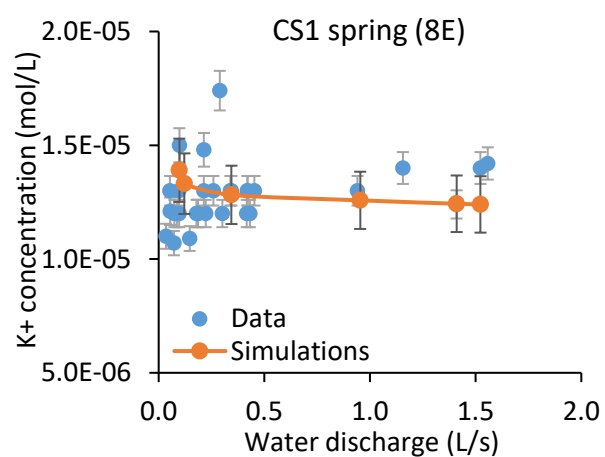 CS1 spring (8E)
K+ concentration (mol/L)
2.0E-05
1.5E-05
1.0E-05
5.0E-06
Data
Simulations
0.0 0.5 1.0 1.5 2.0
Water discharge (L/s)